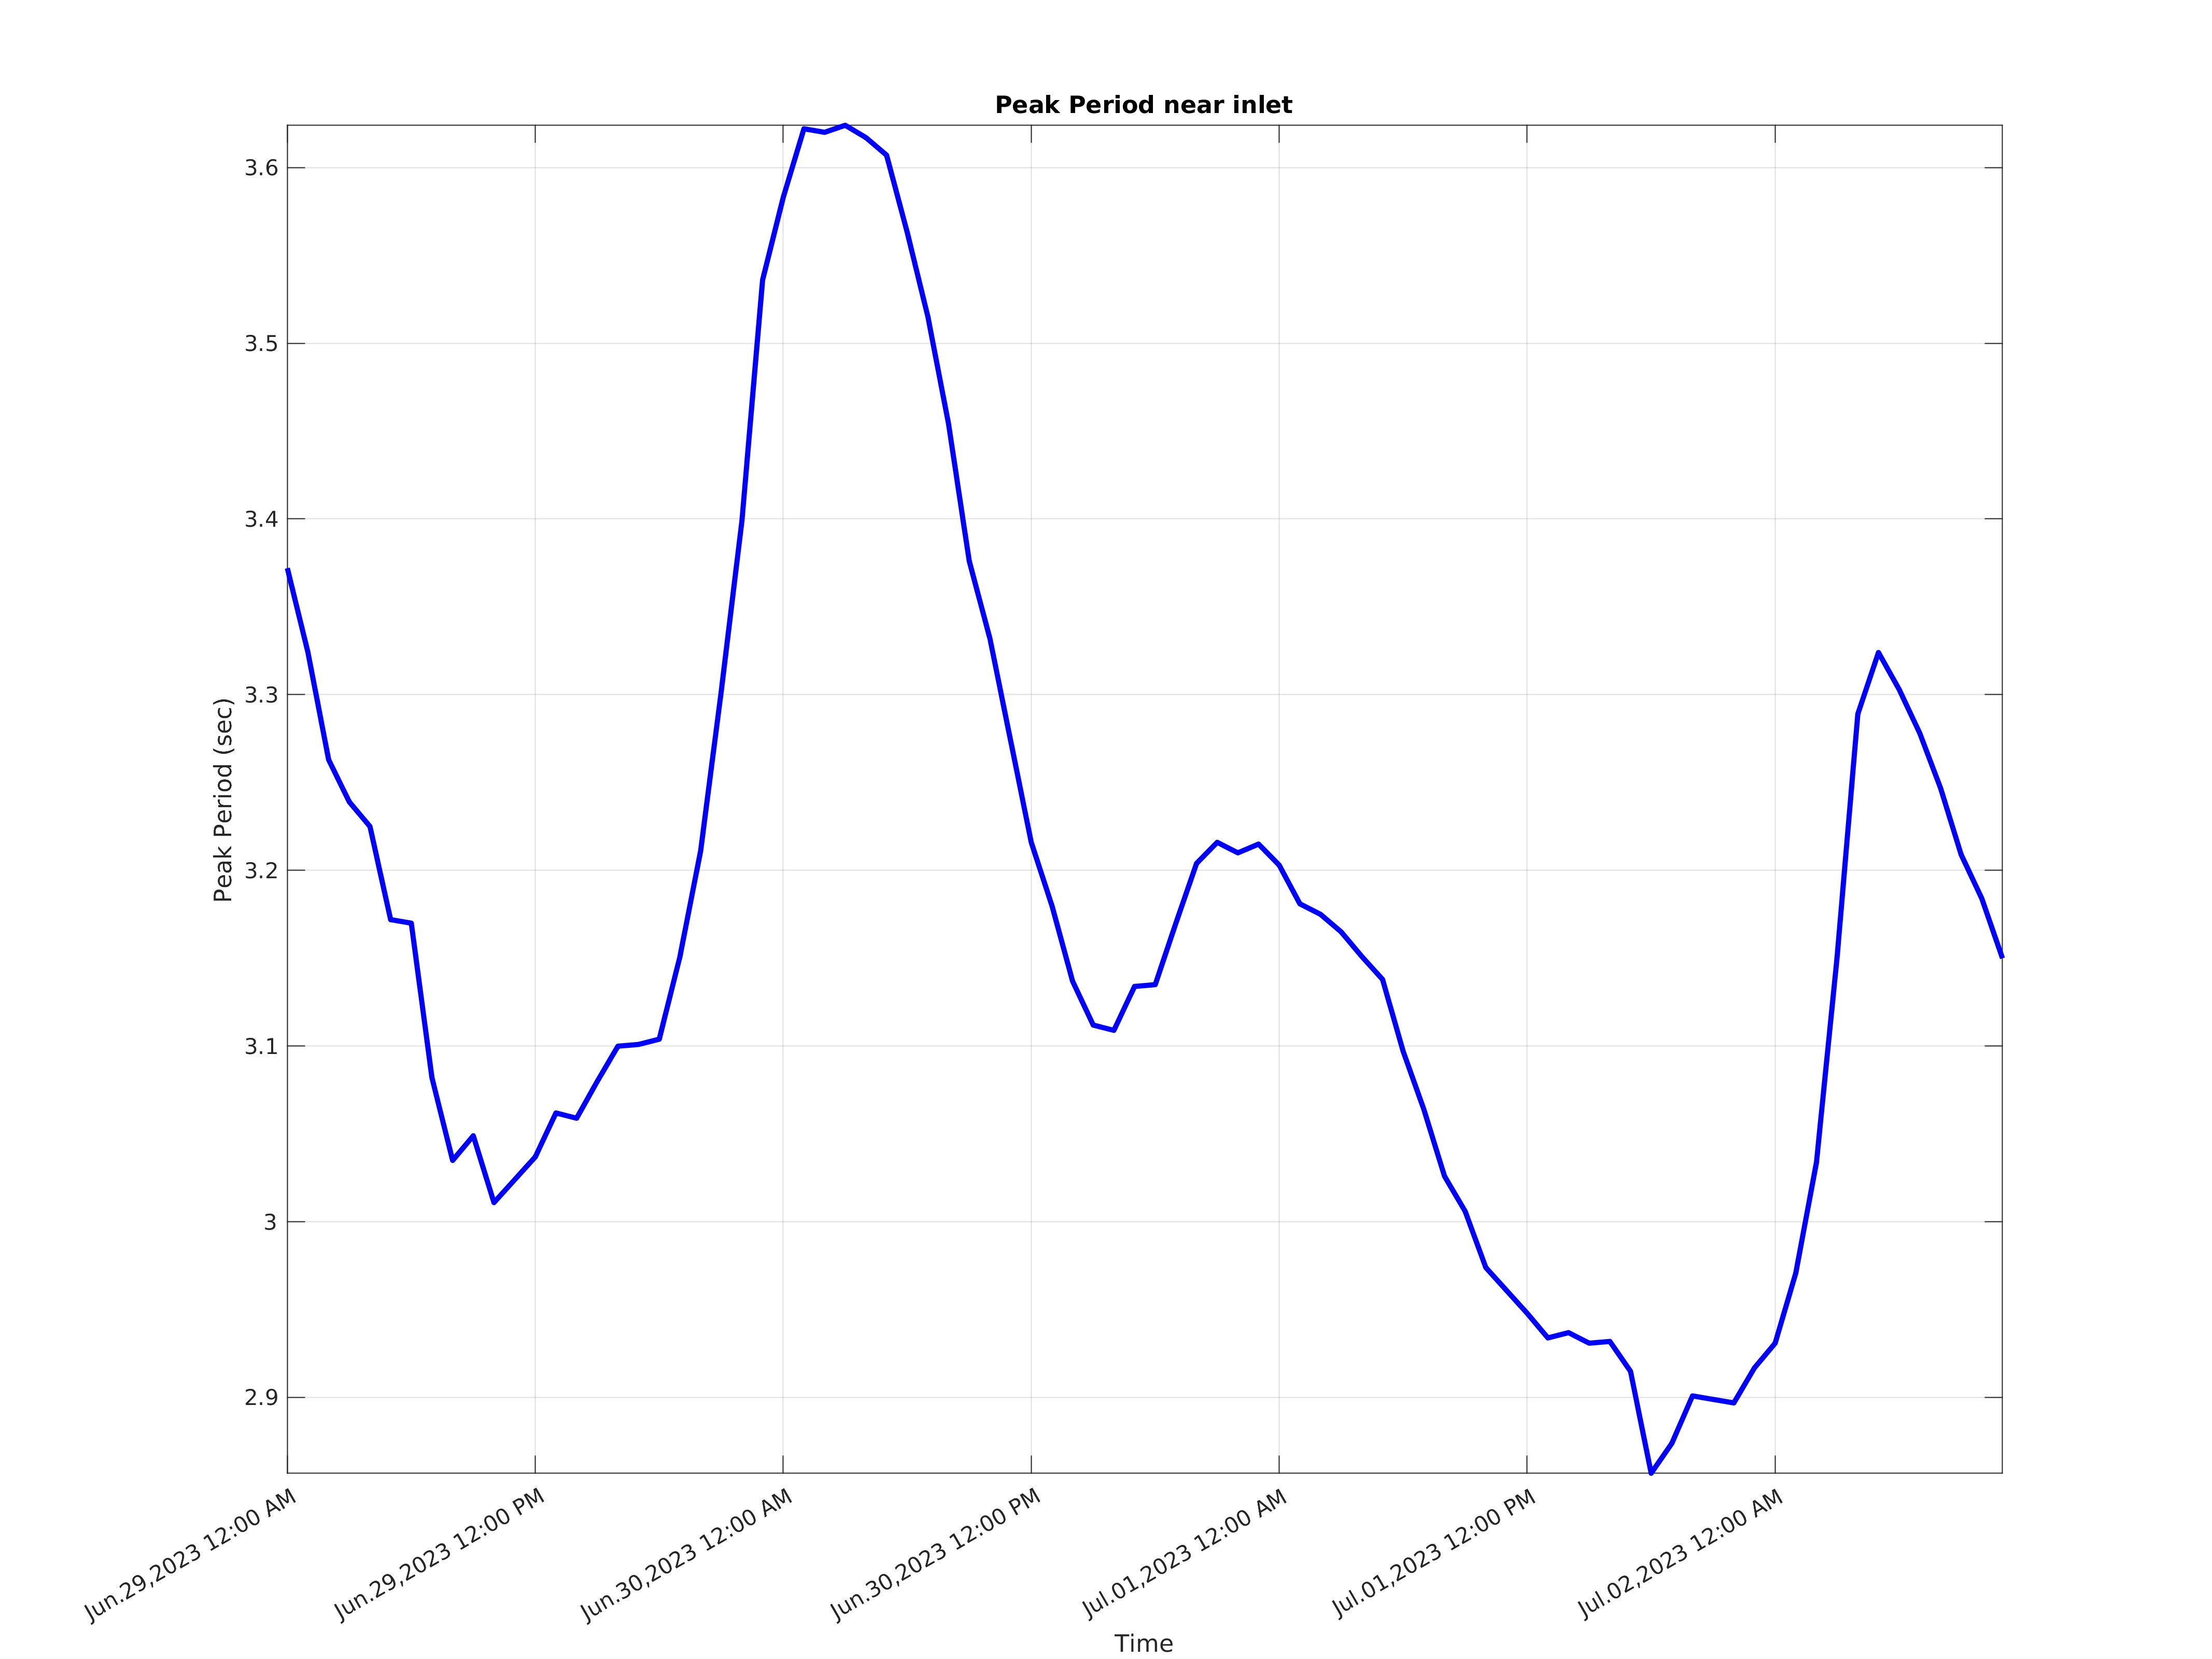 Peak Period near inlet
3.6
3.5
3.4
3.3
3.2
3.1
3
2.9
Peak Period (sec)
Jun.29,2023 12:00 AM
Jun.29,2023 12:00 PM
Jun.30,2023 12:00 AM
Jun.30,2023 12:00 PM
Jul.01,2023 12:00 AM
Jul.01,2023 12:00 PM
Jul.02,2023 12:00 AM
Time